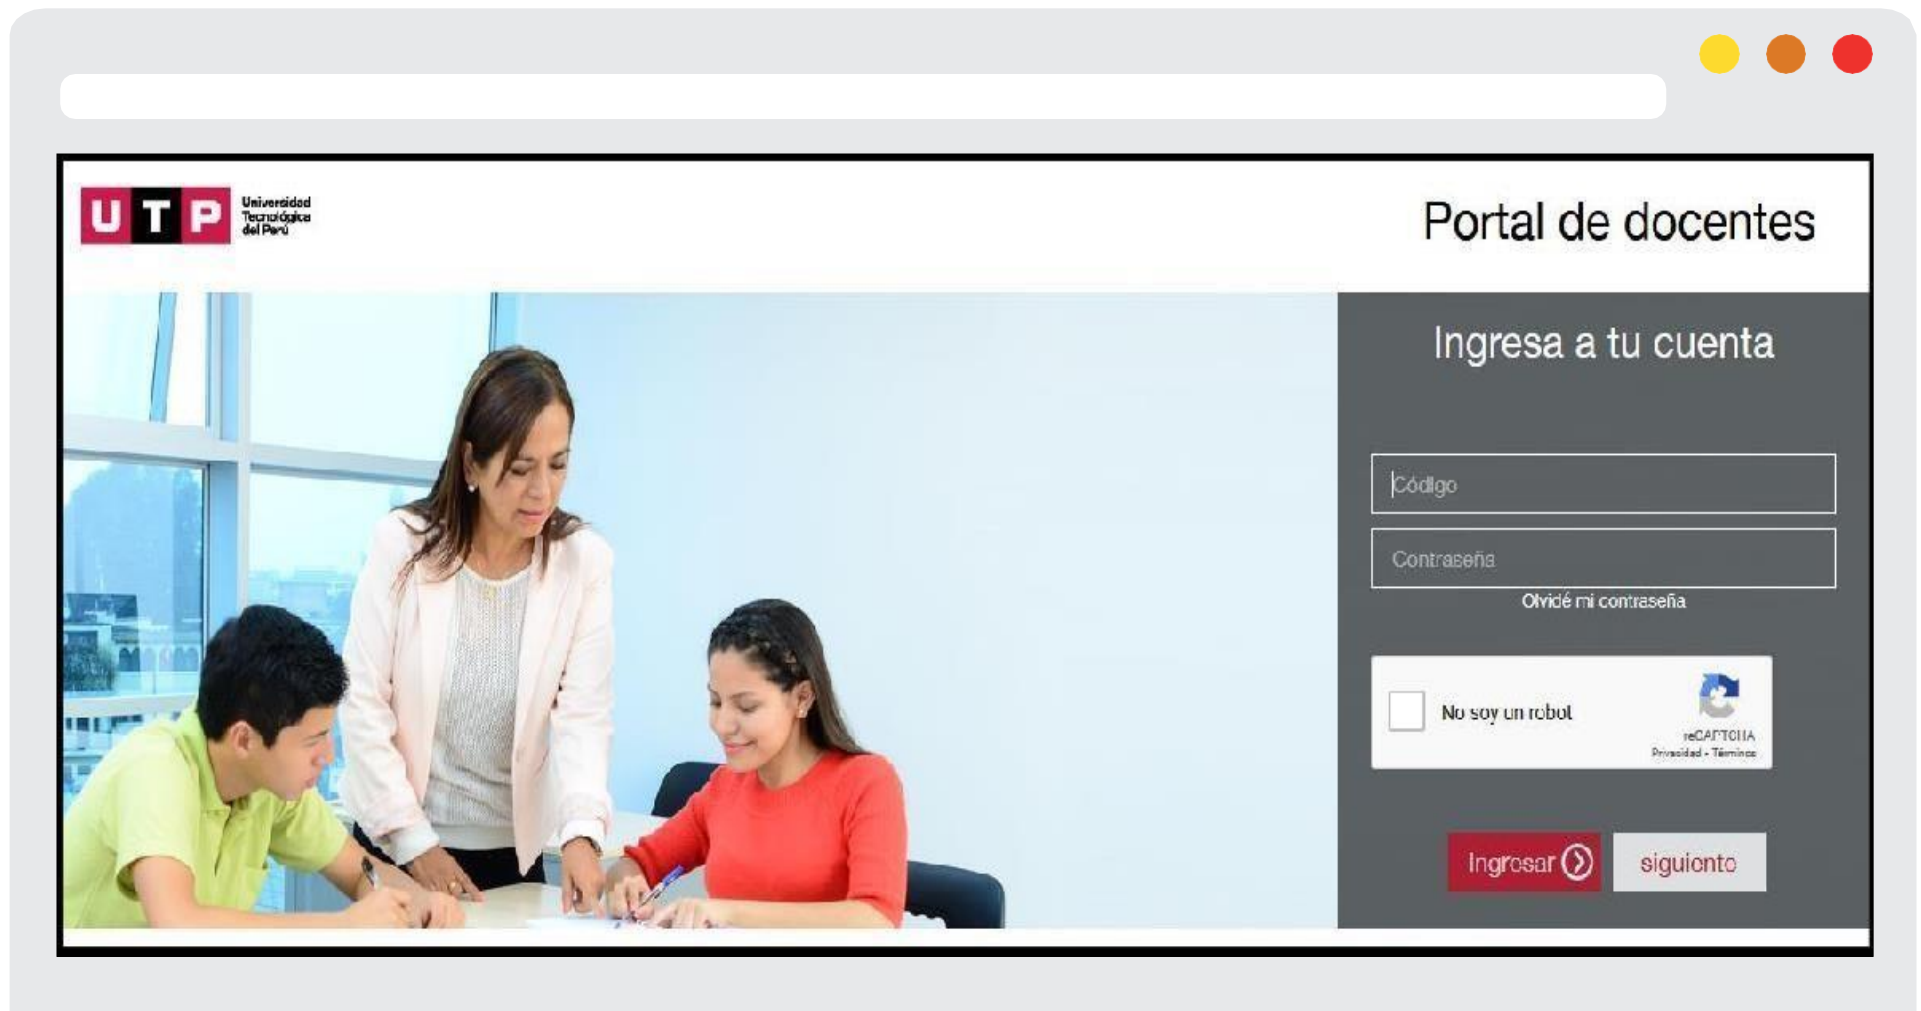 UTP
Universidad
Tecnológica
del Perú
Portal de docentes
Ingresa a tu cuenta
Código
Contraseña
Olvidé mi contraseña
No soy un robot
reCAPTCHA
Privacidad - Términos
Ingresar
siguiente